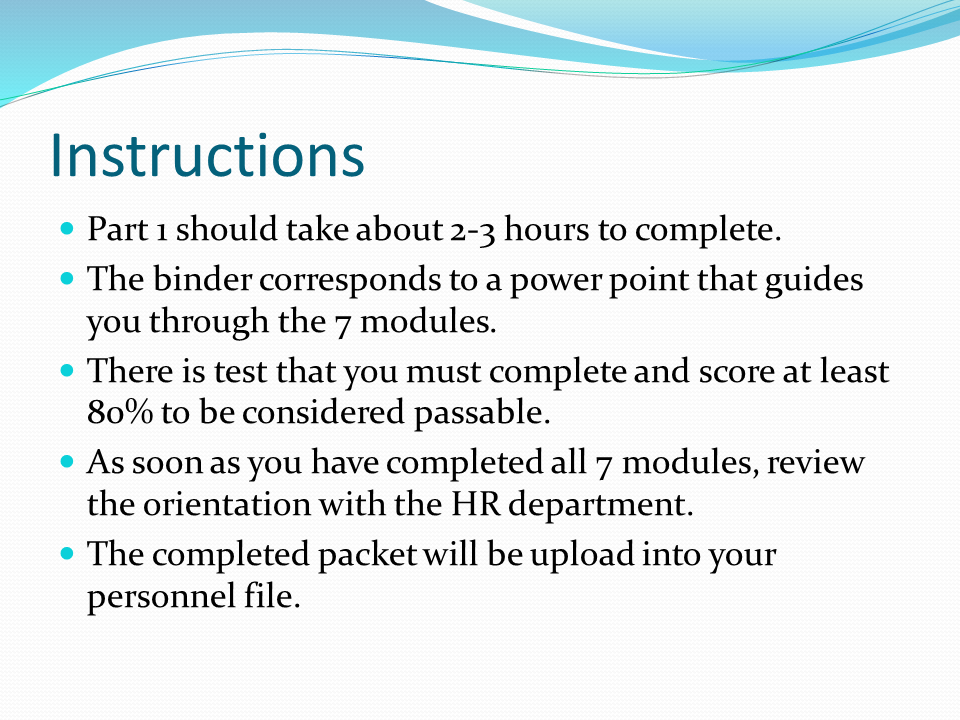 Instructions
Part 1 should take about 2-3 hours to complete.
The binder corresponds to a power point that guides
you through the 7 modules.
There is test that you must complete and score at least
80% to be considered passable.
As soon as you have completed all 7 modules, review
the orientation with the HR department.
The completed packet will be upload into your
personnel file.